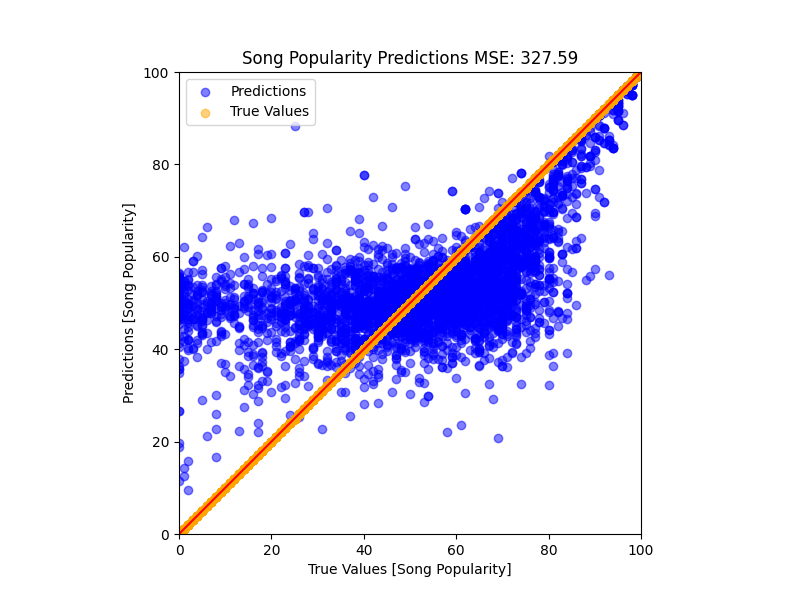 Song Popularity Predictions MSE: 327.59
Predictions
True Values
100
80
60
40
20
0
Predictions [Song Popularity]
0 20 40 60 80 100
True Values [Song Popularity]